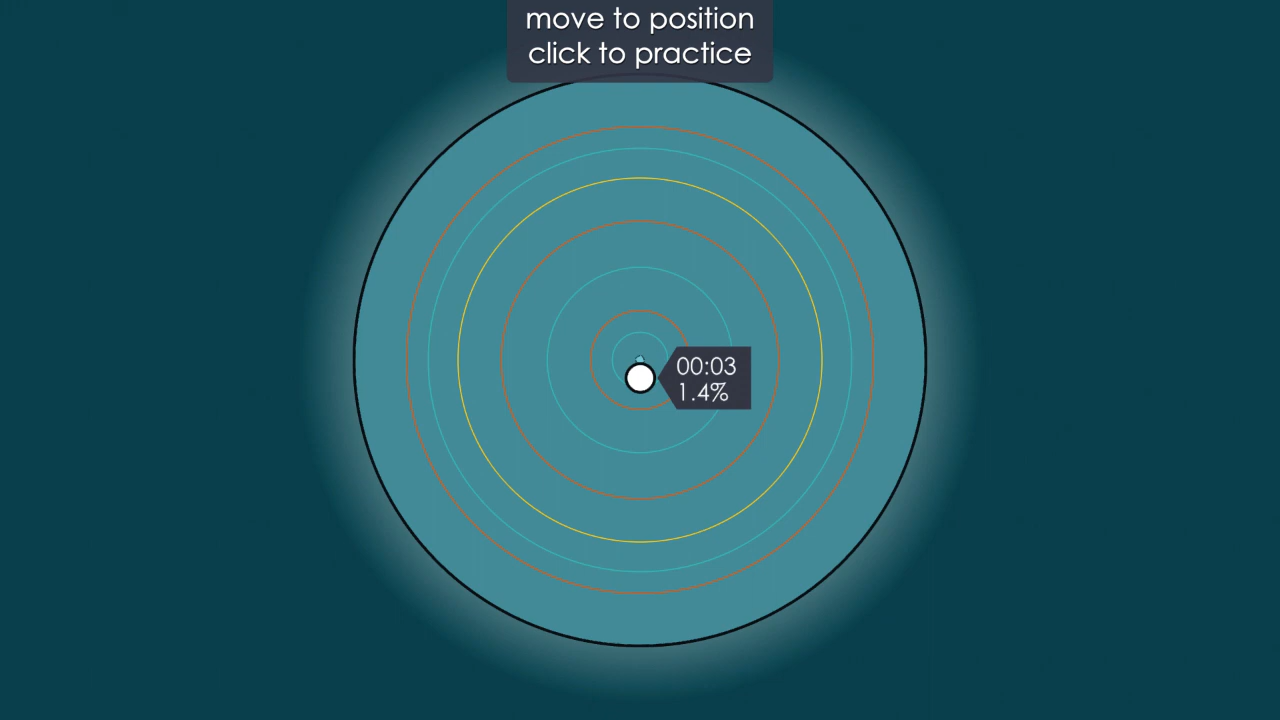 move to position
click to practice
00:03
1.4%